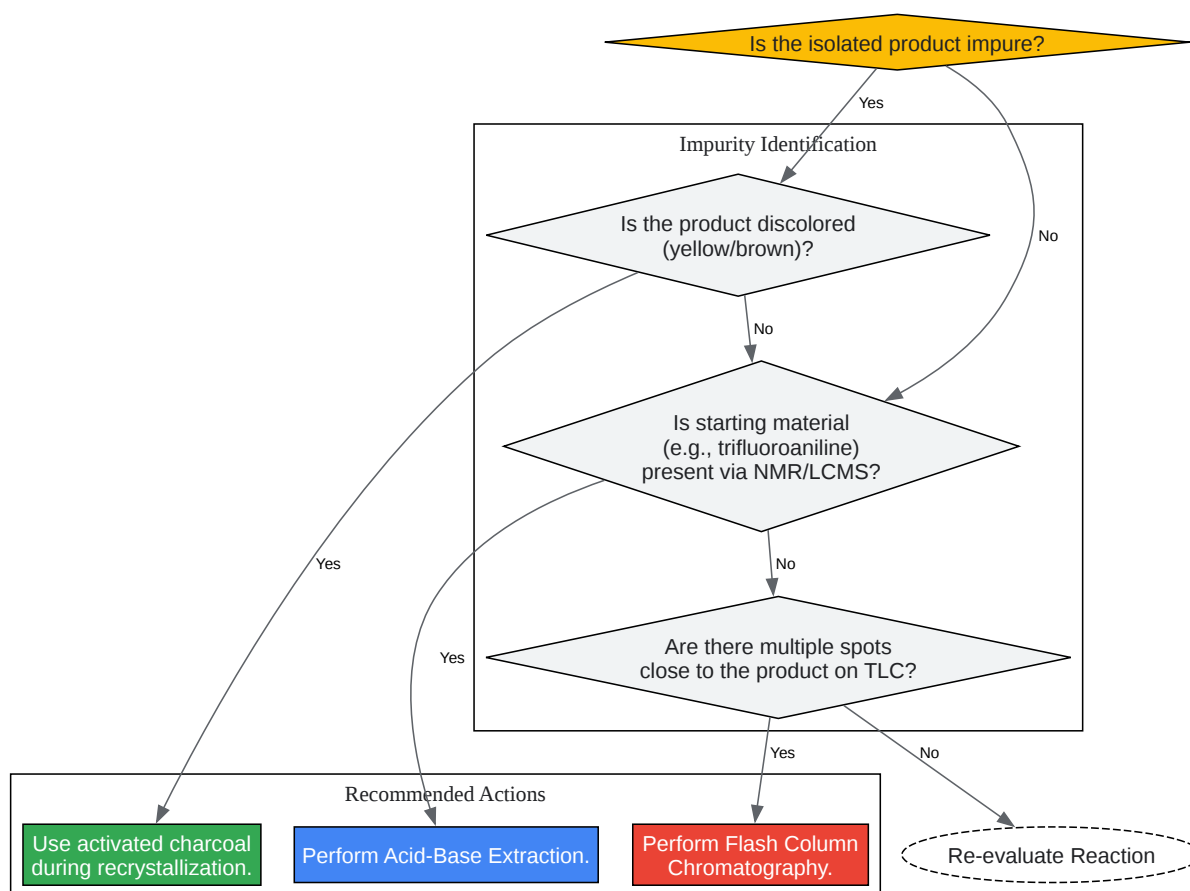 Is the isolated product impure?
Yes
Impurity Identification
Is the product discolored
(yellow/brown)?
No
No
Is starting material
(e.g., trifluoroaniline)
present via NMR/LCMS?
Yes
No
Are there multiple spots
close to the product on TLC?
Yes
Yes
No
Recommended Actions
Use activated charcoal
during recrystallization.
Perform Acid-Base Extraction.
Perform Flash Column
Chromatography.
Re-evaluate Reaction